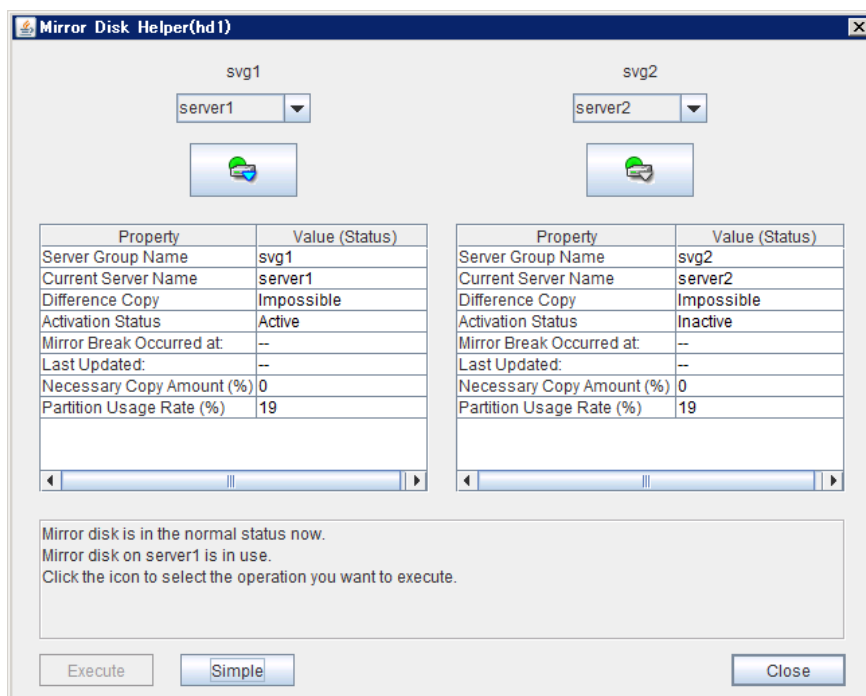 Mirror Disk Helper(hd1)
svg1 svg2
server1 server2
Property Value (Status) Property Value (Status)
Server Group Name svg1 Server Group Name svg2
Current Server Name server1 Current Server Name server2
Difference Copy Impossible Difference Copy Impossible
Activation Status Active Activation Status Inactive
Mirror Break Occurred at: -- Mirror Break Occurred at: --
Last Updated: -- Last Updated: --
Necessary Copy Amount (%) 0 Necessary Copy Amount (%) 0
Partition Usage Rate (%) 19 Partition Usage Rate (%) 19
Mirror disk is in the normal status now.
Mirror disk on server1 is in use.
Click the icon to select the operation you want to execute.
Execute Simple Close